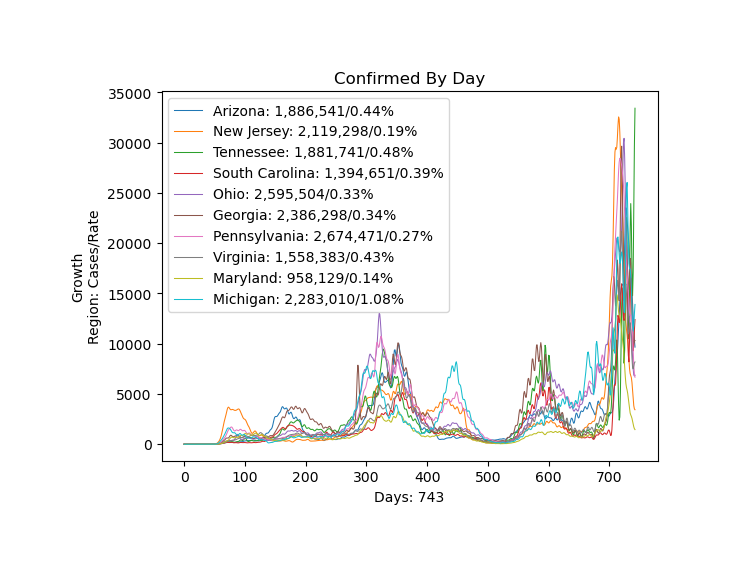 Confirmed By Day
35000
30000
25000
20000
15000
10000
5000
0
Growth
Region: Cases/Rate
Arizona: 1,886,541/0.44%
New Jersey: 2,119,298/0.19%
Tennessee: 1,881,741/0.48%
South Carolina: 1,394,651/0.39%
Ohio: 2,595,504/0.33%
Georgia: 2,386,298/0.34%
Pennsylvania: 2,674,471/0.27%
Virginia: 1,558,383/0.43%
Maryland: 958,129/0.14%
Michigan: 2,283,010/1.08%
0 100 200 300 400 500 600 700
Days: 743